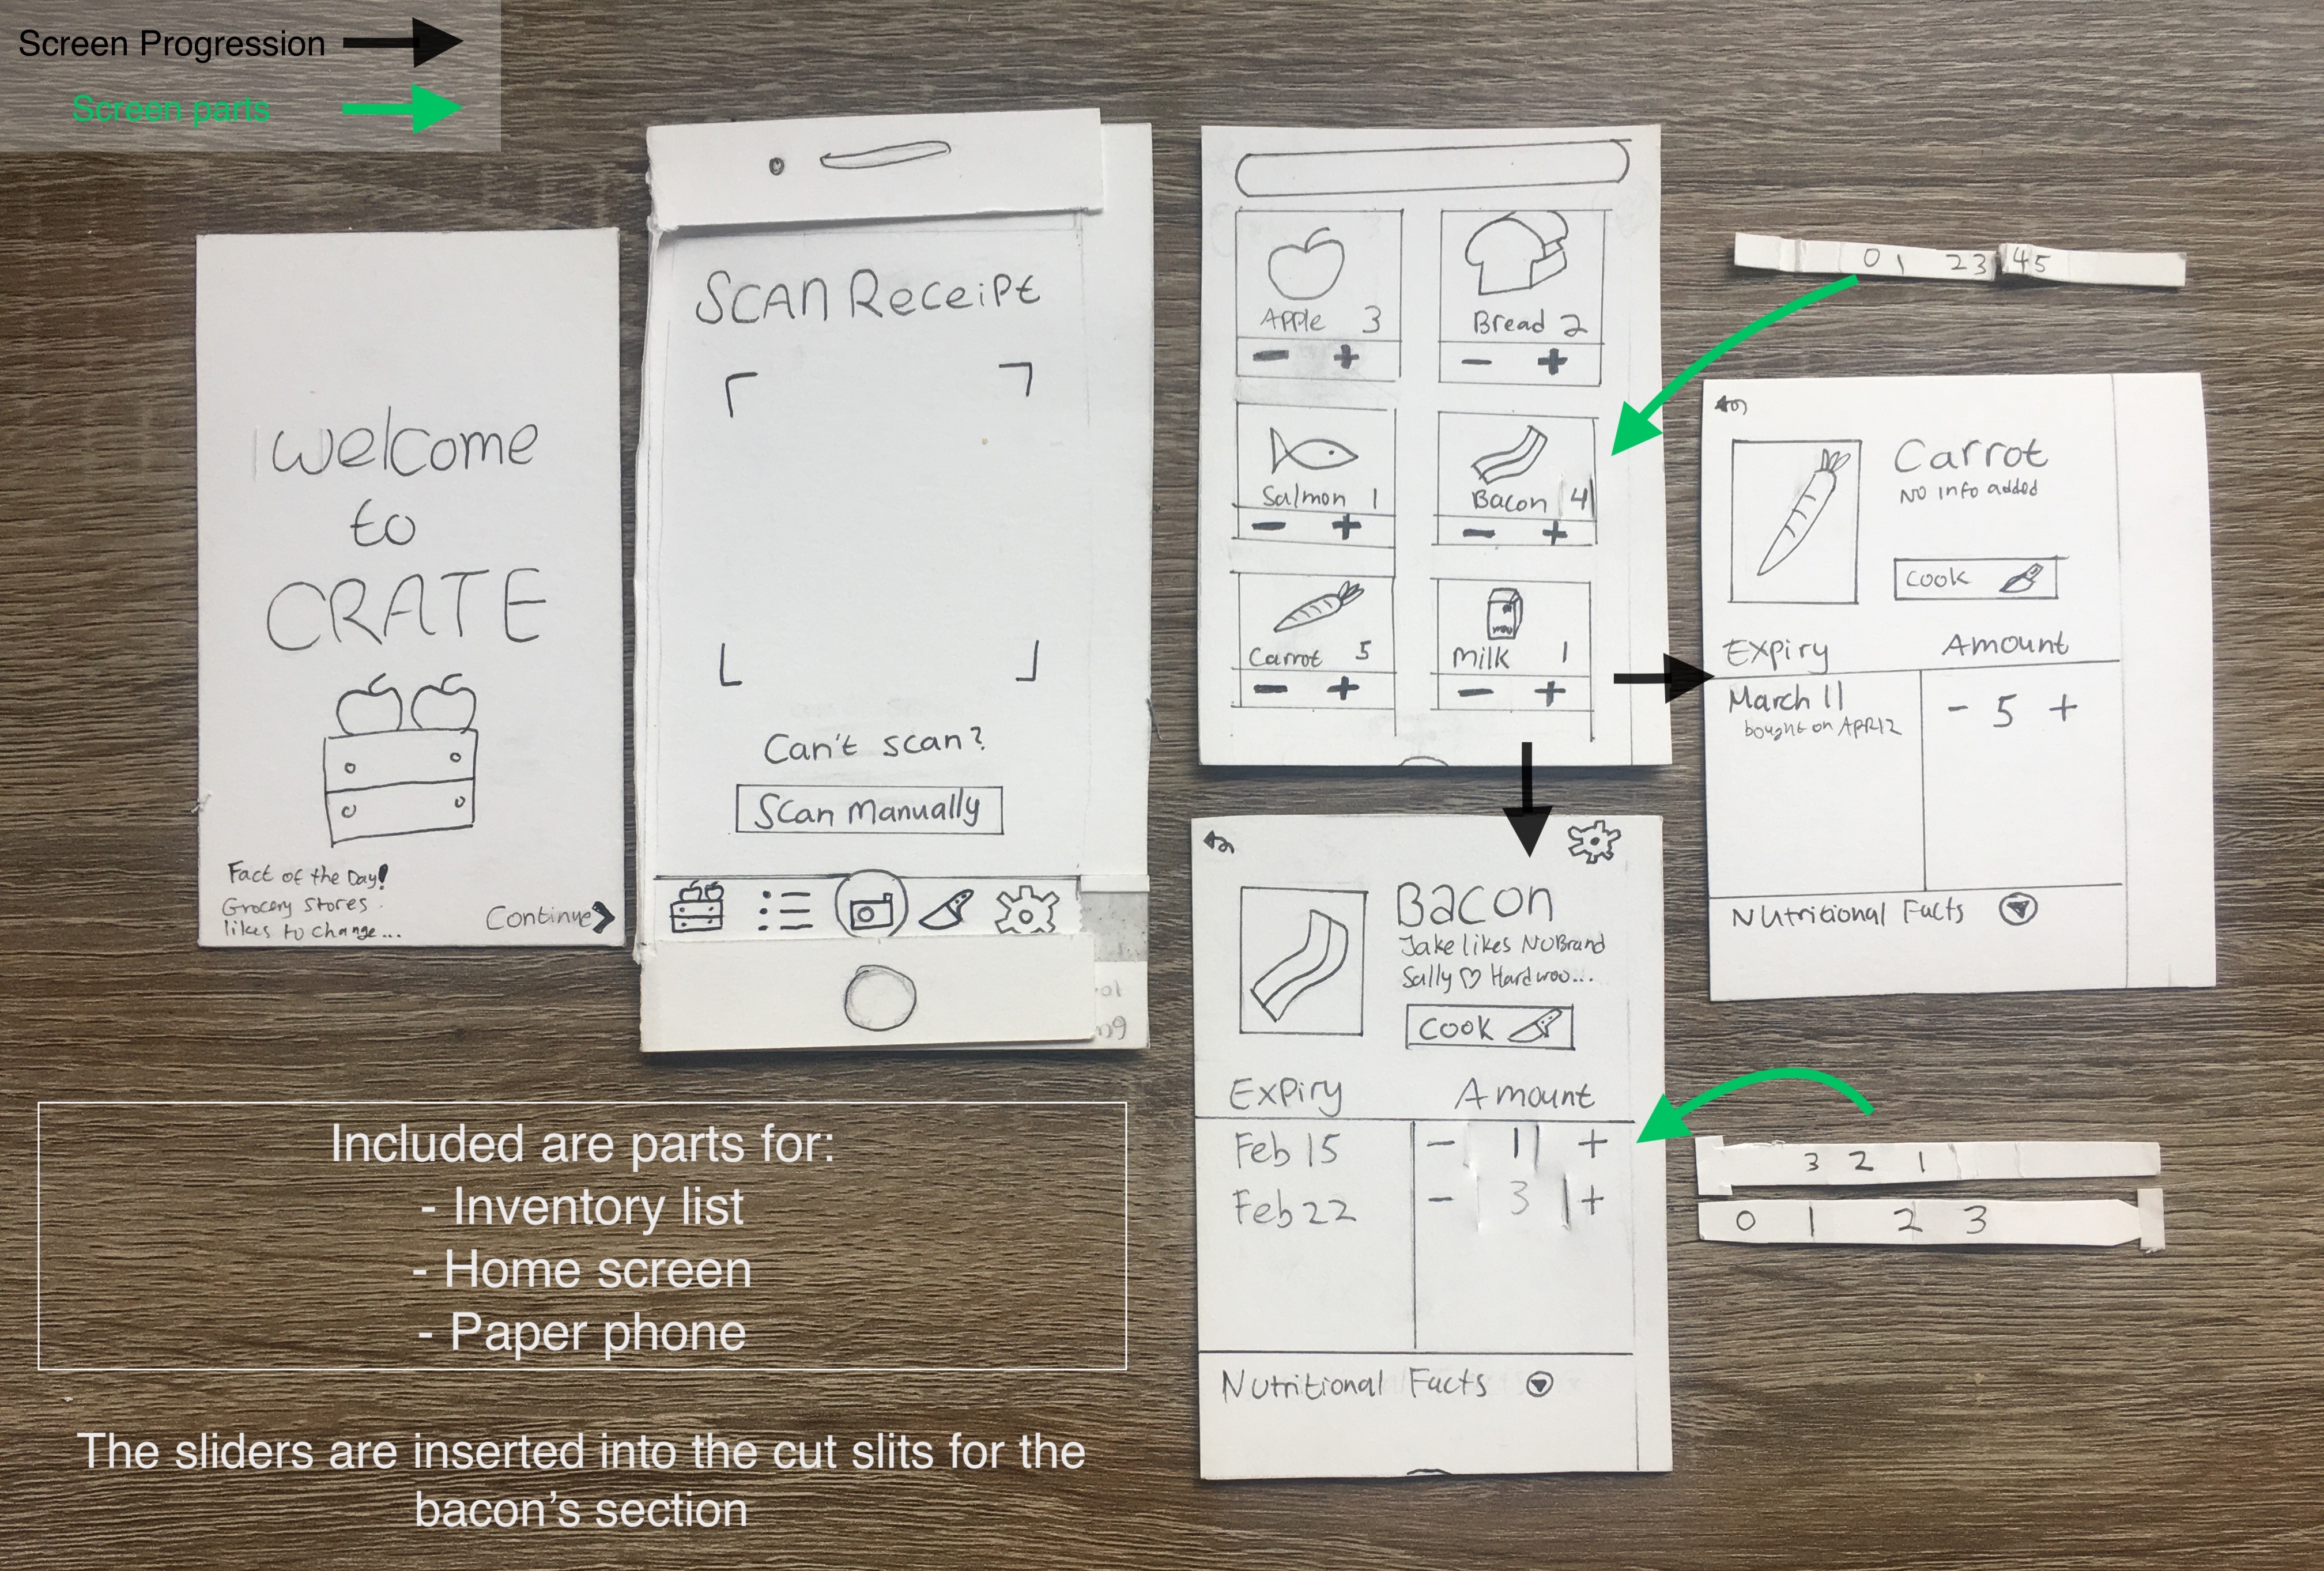 Screen Progression
Screen parts
Welcome
to
CRATE
Fact of the Day!
Grocery Stores
likes to change...
Continue
SCAN Receipt
Can't scan?
Scan Manually
Apple 3
- +
Bread 2
- +
Salmon 1
- +
Bacon 4
- +
Carrot 5
- +
Milk 1
- +
0 1 2 3 4 5
Carrot
No info added
Cook
Expiry Amount
March 11
bought on APR12
- 5 +
Nutritional Facts
Bacon
Jake likes NOBrand
Sally ♡ Hardwoo...
Cook
Expiry Amount
Feb 15 - 1 +
Feb 22 - 3 +
Nutritional Facts
3 2 1
0 1 2 3
Included are parts for:
- Inventory list
- Home screen
- Paper phone
The sliders are inserted into the cut slits for the
bacon's section